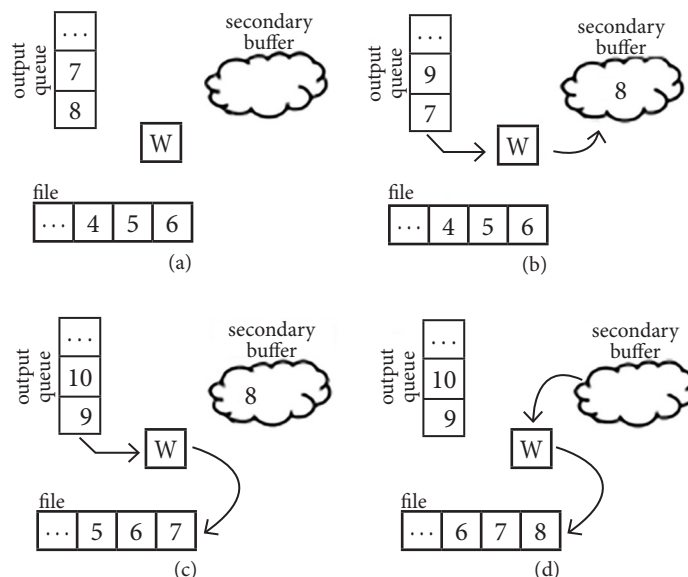 output
queue
...
7
8
secondary
buffer
W
file
... 4 5 6
(a)
output
queue
...
9
7
secondary
buffer
8
W
file
... 4 5 6
(b)
output
queue
...
10
9
secondary
buffer
8
W
file
... 5 6 7
(c)
output
queue
...
10
9
secondary
buffer
W
file
... 6 7 8
(d)